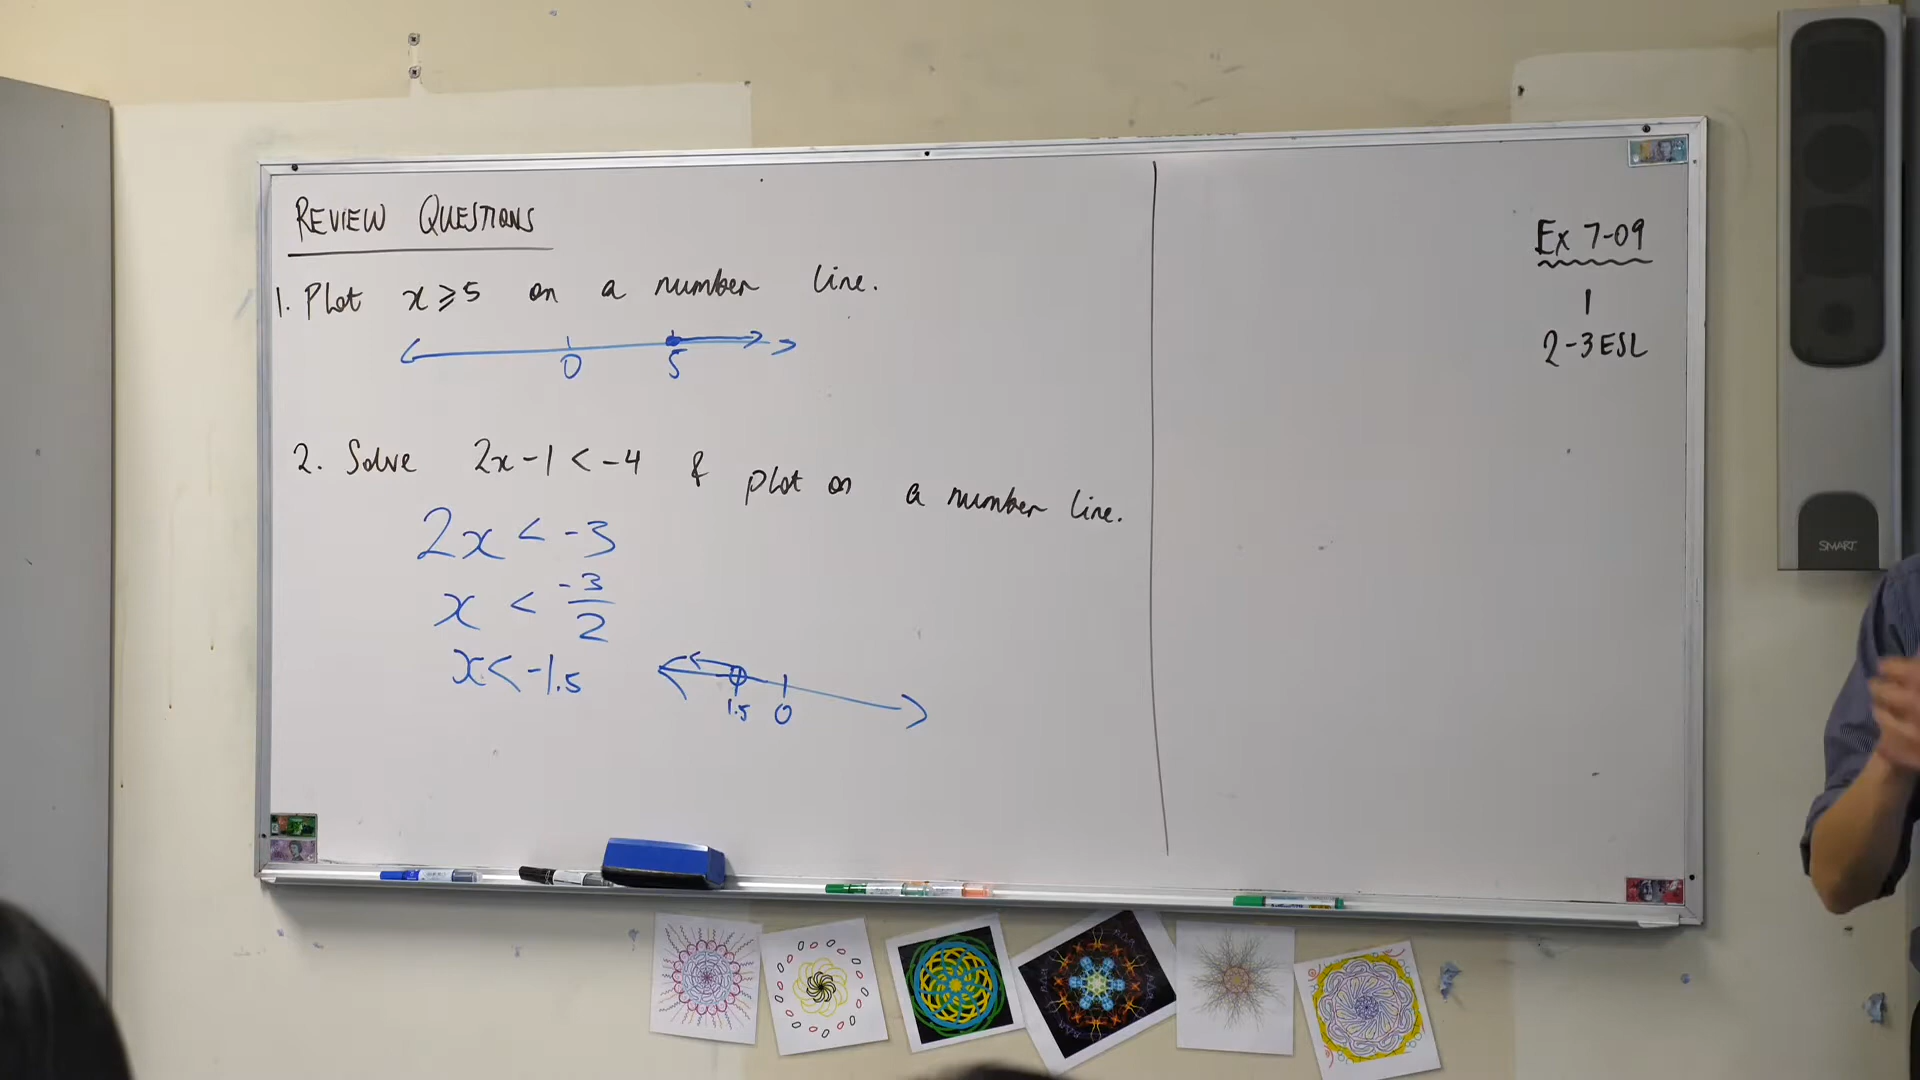 REVIEW QUESTIONS
1. Plot x ⩾ 5 on a number line.
0 5
2. Solve 2x - 1 < -4 & plot on a number line.
2x < -3
x < -3/2
x < -1.5
1.5 0
Ex 7-09
1
2-3 ESL
SMART